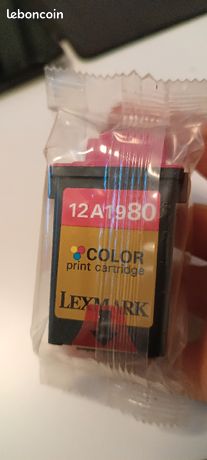 leboncoin
12A1980
COLOR
print cartridge
LEXMARK